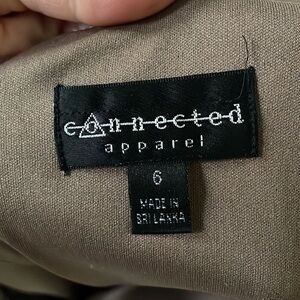 connected
apparel
6
MADE IN
SRI LANKA